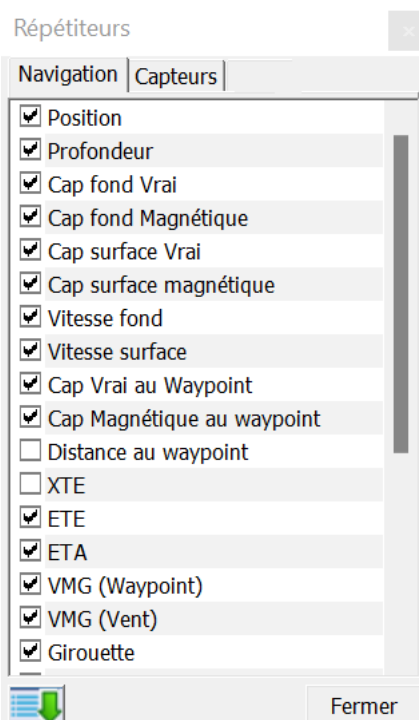 Répétiteurs
Navigation
Capteurs
Position
Profondeur
Cap fond Vrai
Cap fond Magnétique
Cap surface Vrai
Cap surface magnétique
Vitesse fond
Vitesse surface
Cap Vrai au Waypoint
Cap Magnétique au waypoint
Distance au waypoint
XTE
ETE
ETA
VMG (Waypoint)
VMG (Vent)
Girouette
Fermer